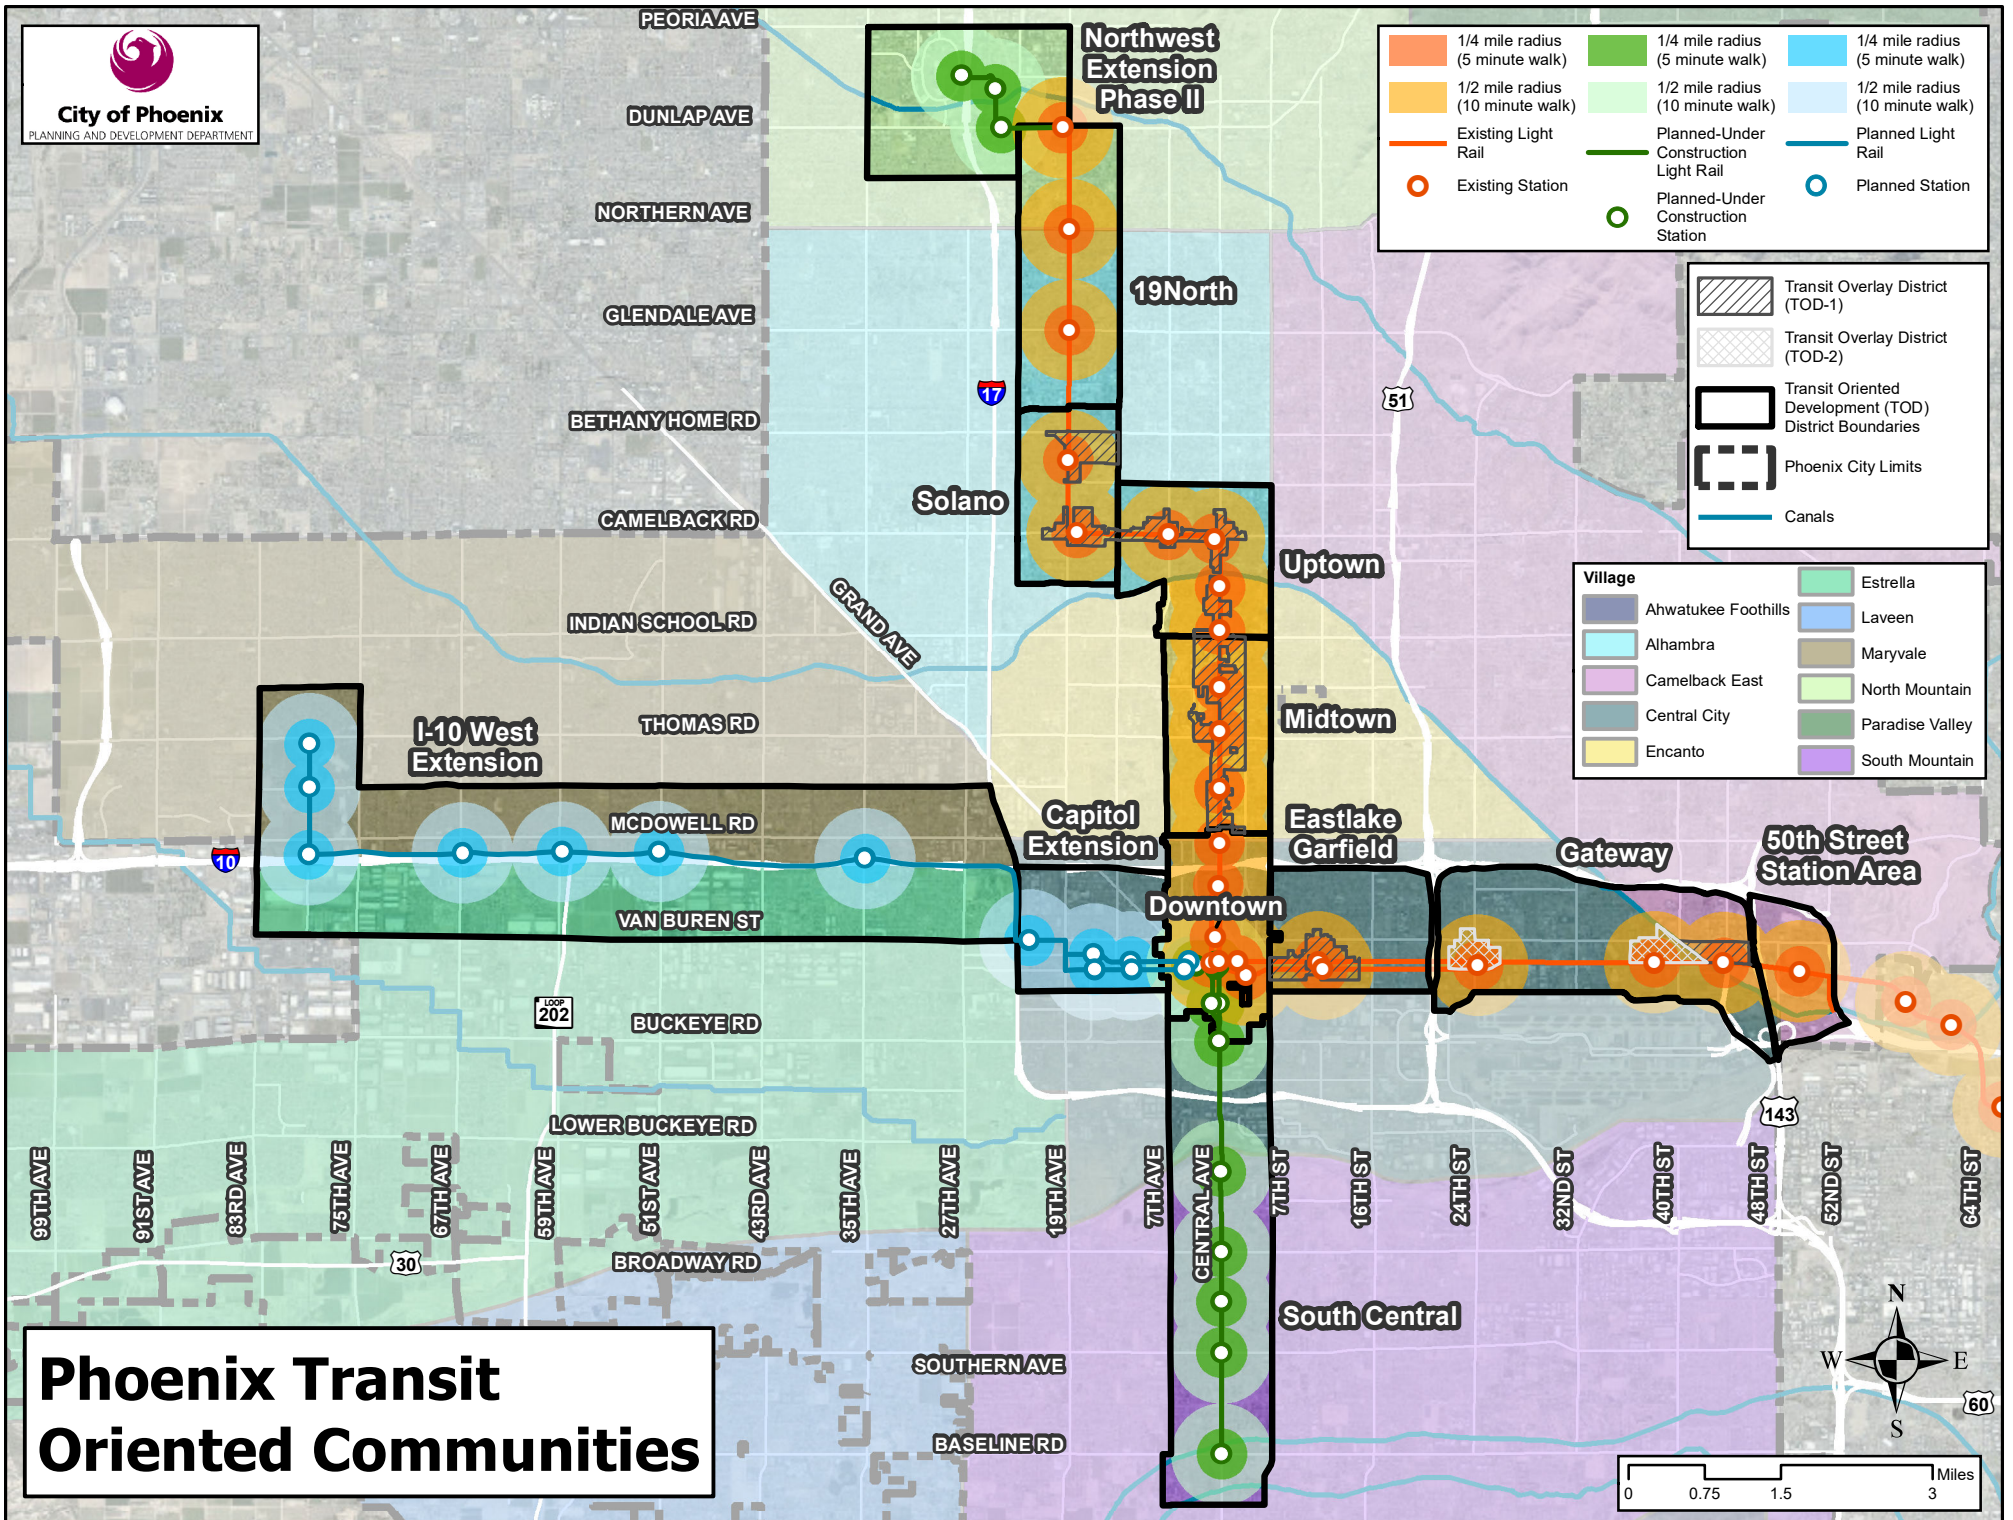 City of Phoenix
PLANNING AND DEVELOPMENT DEPARTMENT
PEORIA AVE
DUNLAP AVE
NORTHERN AVE
GLENDALE AVE
BETHANY HOME RD
CAMELBACK RD
INDIAN SCHOOL RD
THOMAS RD
MCDOWELL RD
VAN BUREN ST
BUCKEYE RD
LOWER BUCKEYE RD
BROADWAY RD
SOUTHERN AVE
BASELINE RD
GRAND AVE
Northwest
Extension
Phase II
19North
Solano
Uptown
Midtown
I-10 West
Extension
Capitol
Extension
Eastlake
Garfield
Downtown
Gateway
50th Street
Station Area
South Central
17
51
10
LOOP
202
143
30
60
99TH AVE
91ST AVE
83RD AVE
75TH AVE
67TH AVE
59TH AVE
51ST AVE
43RD AVE
35TH AVE
27TH AVE
19TH AVE
7TH AVE
CENTRAL AVE
7TH ST
16TH ST
24TH ST
32ND ST
40TH ST
48TH ST
52ND ST
64TH ST
1/4 mile radius
(5 minute walk)
1/2 mile radius
(10 minute walk)
Existing Light
Rail
Existing Station
1/4 mile radius
(5 minute walk)
1/2 mile radius
(10 minute walk)
Planned-Under
Construction
Light Rail
Planned-Under
Construction
Station
1/4 mile radius
(5 minute walk)
1/2 mile radius
(10 minute walk)
Planned Light
Rail
Planned Station
Transit Overlay District
(TOD-1)
Transit Overlay District
(TOD-2)
Transit Oriented
Development (TOD)
District Boundaries
Phoenix City Limits
Canals
Village
Ahwatukee Foothills
Alhambra
Camelback East
Central City
Encanto
Estrella
Laveen
Maryvale
North Mountain
Paradise Valley
South Mountain
Phoenix Transit
Oriented Communities
N
W E
S
Miles
0 0.75 1.5 3